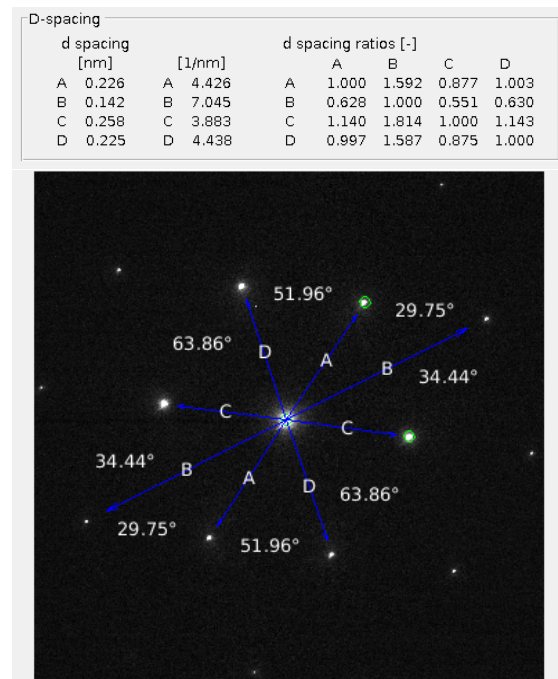 D-spacing
d spacing d spacing ratios [-]
[nm] [1/nm] A B C D
A 0.226 A 4.426 A 1.000 1.592 0.877 1.003
B 0.142 B 7.045 B 0.628 1.000 0.551 0.630
C 0.258 C 3.883 C 1.140 1.814 1.000 1.143
D 0.225 D 4.438 D 0.997 1.587 0.875 1.000
51.96°
29.75°
63.86°
D
A
B
34.44°
C
C
34.44°
B
A
D
63.86°
29.75°
51.96°